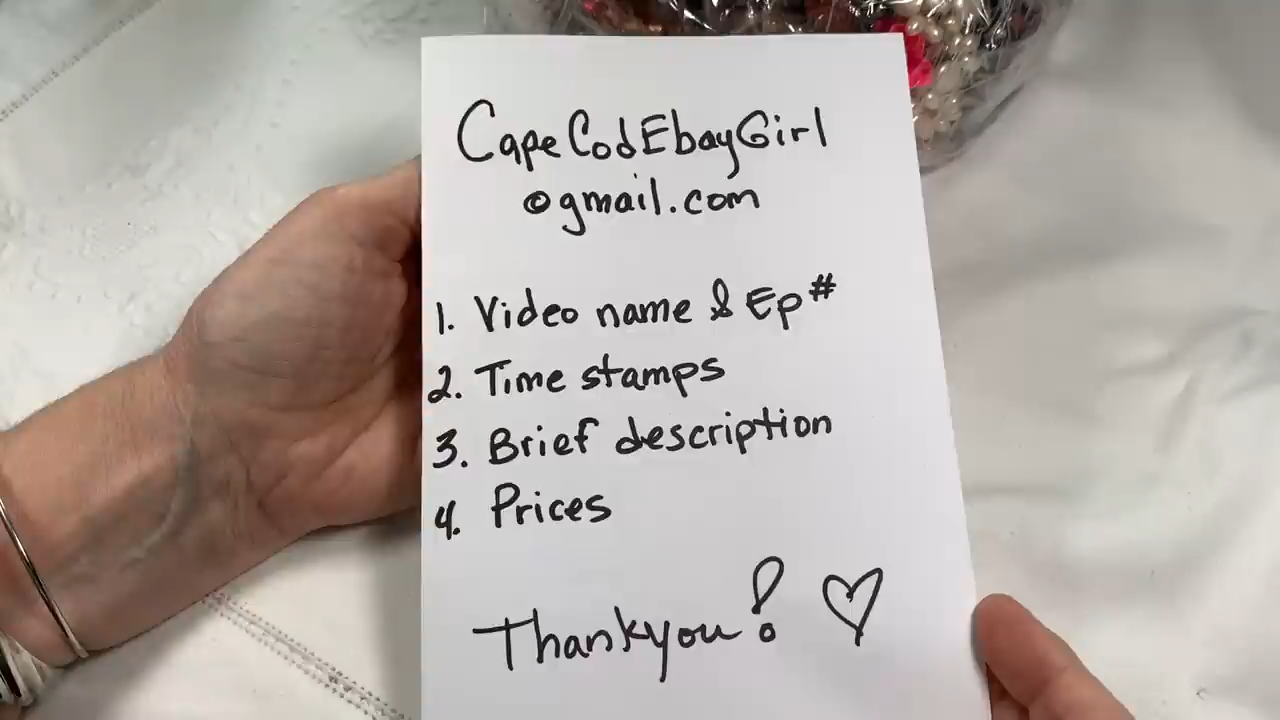 CapeCodEbayGirl
@gmail.com
1. Video name & Ep#
2. Time stamps
3. Brief description
4. Prices
Thankyou! ♡